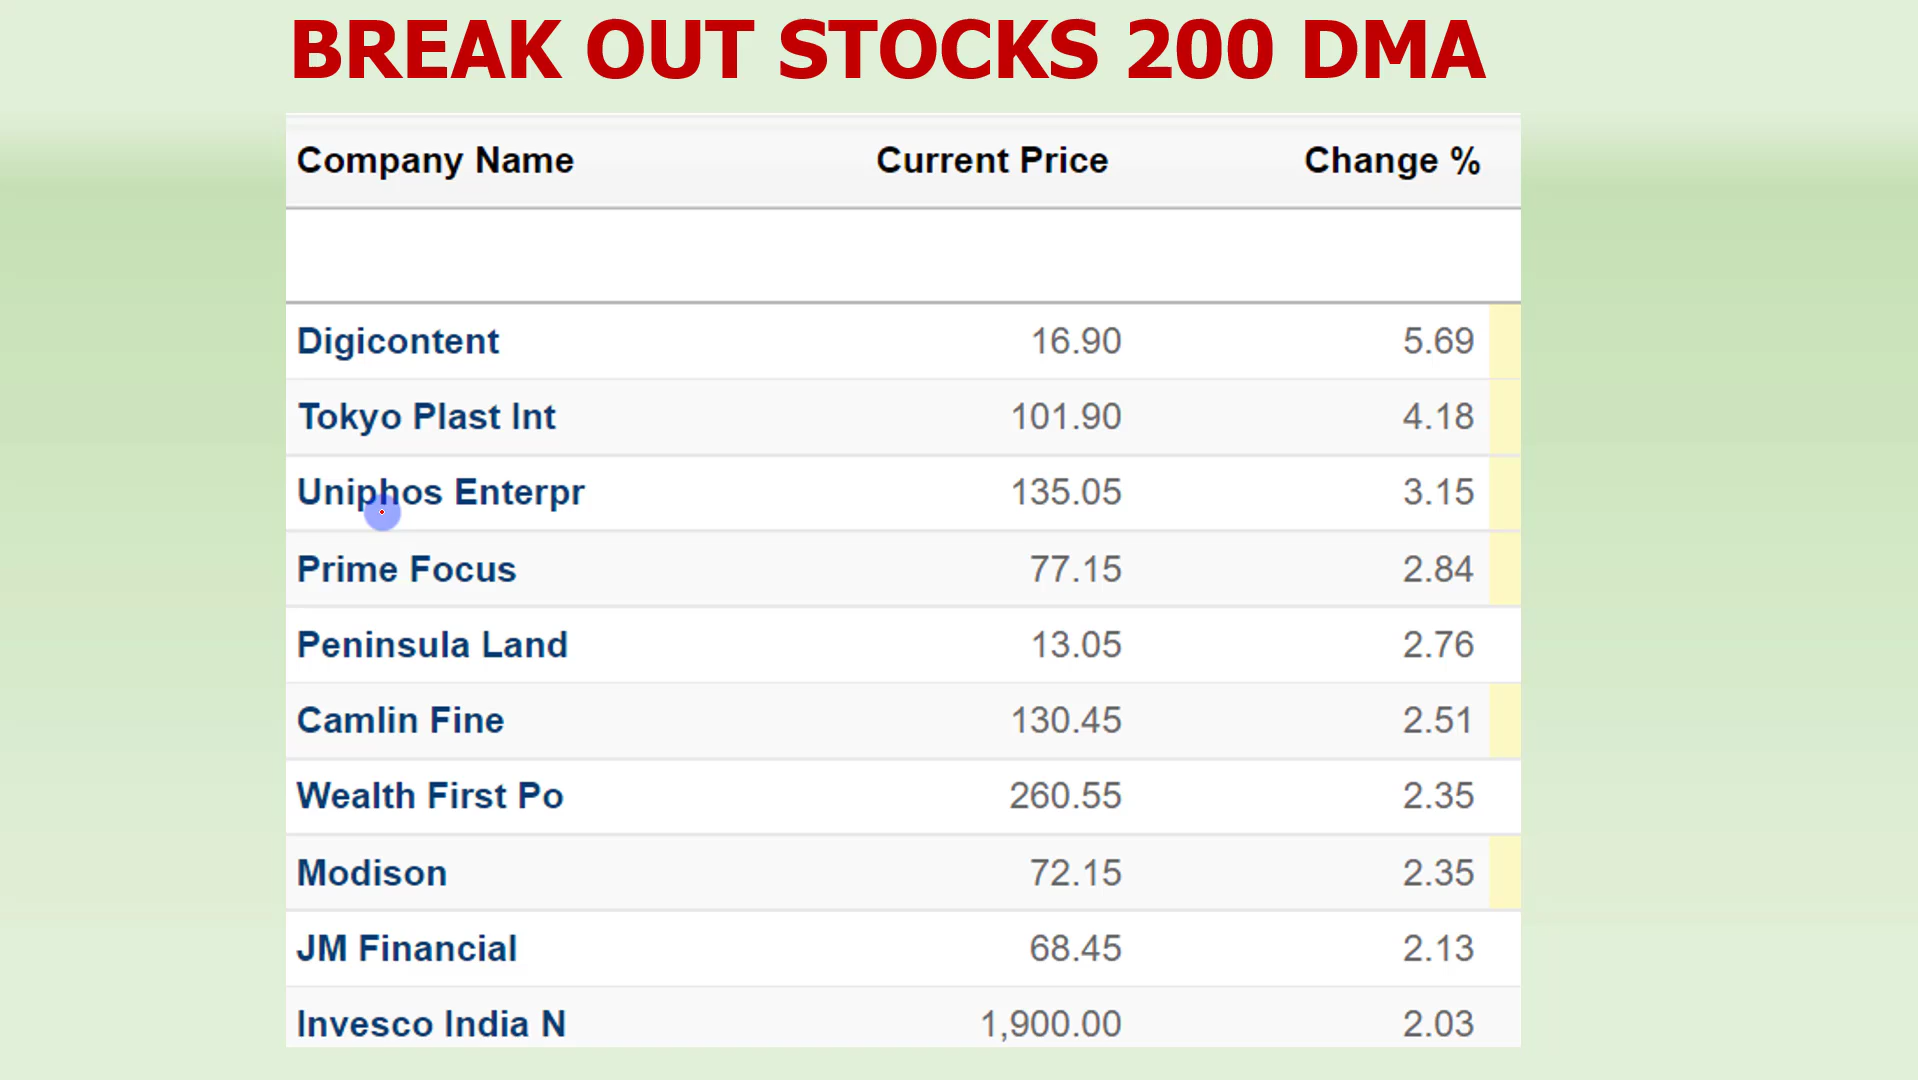 BREAK OUT STOCKS 200 DMA
Company Name Current Price Change %
Digicontent 16.90 5.69
Tokyo Plast Int 101.90 4.18
Uniphos Enterpr 135.05 3.15
Prime Focus 77.15 2.84
Peninsula Land 13.05 2.76
Camlin Fine 130.45 2.51
Wealth First Po 260.55 2.35
Modison 72.15 2.35
JM Financial 68.45 2.13
Invesco India N 1,900.00 2.03